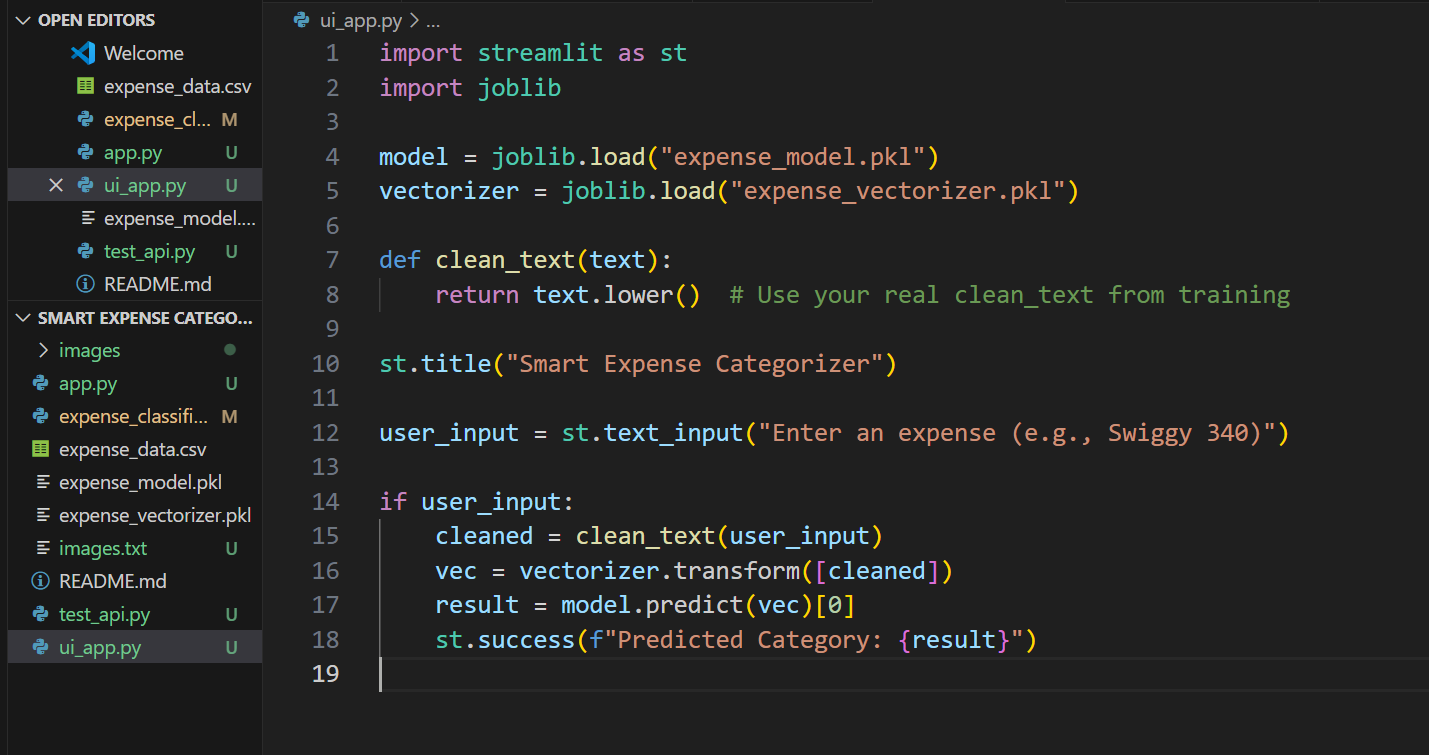 OPEN EDITORS
Welcome
expense_data.csv
expense_cl... M
app.py U
ui_app.py U
expense_model....
test_api.py U
README.md
SMART EXPENSE CATEGO...
images
app.py U
expense_classifi... M
expense_data.csv
expense_model.pkl
expense_vectorizer.pkl
images.txt U
README.md
test_api.py U
ui_app.py U
ui_app.py > ...
1 import streamlit as st
2 import joblib
3
4 model = joblib.load("expense_model.pkl")
5 vectorizer = joblib.load("expense_vectorizer.pkl")
6
7 def clean_text(text):
8     return text.lower()  # Use your real clean_text from training
9
10 st.title("Smart Expense Categorizer")
11
12 user_input = st.text_input("Enter an expense (e.g., Swiggy 340)")
13
14 if user_input:
15     cleaned = clean_text(user_input)
16     vec = vectorizer.transform([cleaned])
17     result = model.predict(vec)[0]
18     st.success(f"Predicted Category: {result}")
19